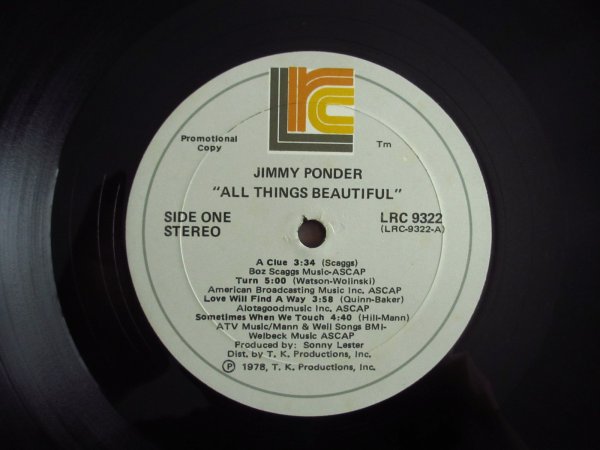 lrc
Promotional
Copy
Tm
JIMMY PONDER
"ALL THINGS BEAUTIFUL"
SIDE ONE
STEREO
LRC 9322
(LRC-9322-A)
A Clue 3:34 (Scaggs)
Boz Scaggs Music-ASCAP
Turn 5:00 (Watson-Wolinski)
American Broadcasting Music Inc. ASCAP
Love Will Find A Way 3:58 (Quinn-Baker)
Alotagoodmusic Inc. ASCAP
Sometimes When We Touch 4:40 (Hill-Mann)
ATV Music/Mann & Weil Songs BMI-
Welbeck Music ASCAP
Produced by: Sonny Lester
Dist. by T. K. Productions, Inc.
Ⓟ 1978, T. K. Productions, Inc.